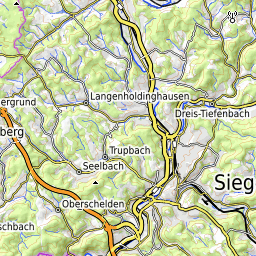 Langenholdinghausen
ergrund
Dreis-Tiefenbach
berg
Trupbach
Seelbach
Sieg
Oberschelden
schbach